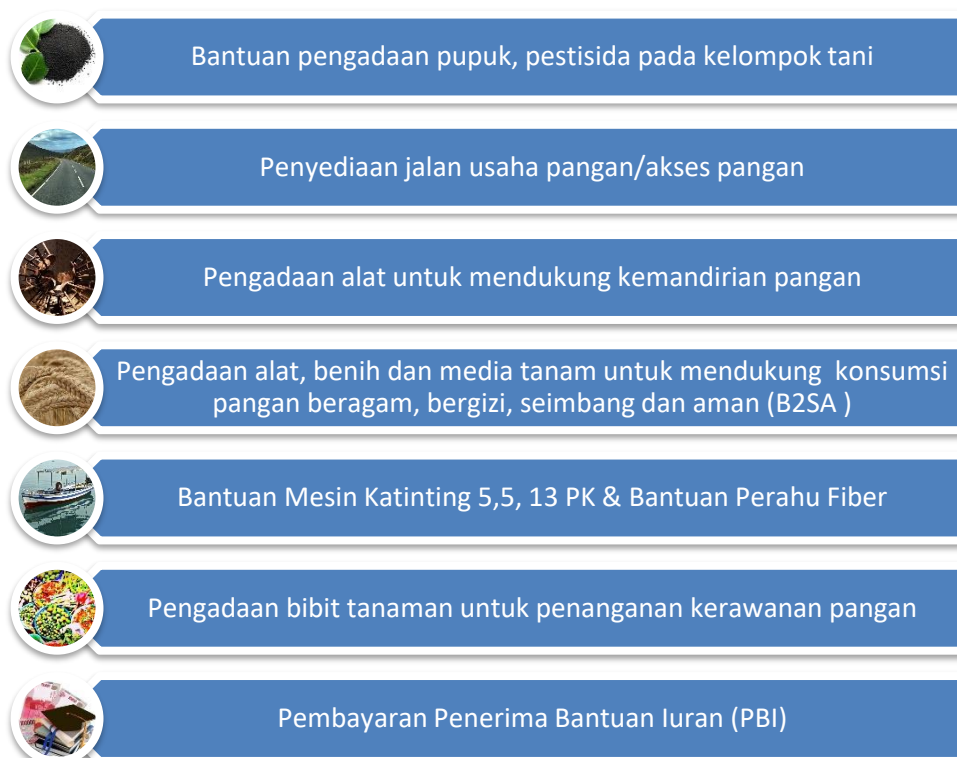 Bantuan pengadaan pupuk, pestisida pada kelompok tani
Penyediaan jalan usaha pangan/akses pangan
Pengadaan alat untuk mendukung kemandirian pangan
Pengadaan alat, benih dan media tanam untuk mendukung konsumsi
pangan beragam, bergizi, seimbang dan aman (B2SA )
Bantuan Mesin Katinting 5,5, 13 PK & Bantuan Perahu Fiber
Pengadaan bibit tanaman untuk penanganan kerawanan pangan
Pembayaran Penerima Bantuan Iuran (PBI)